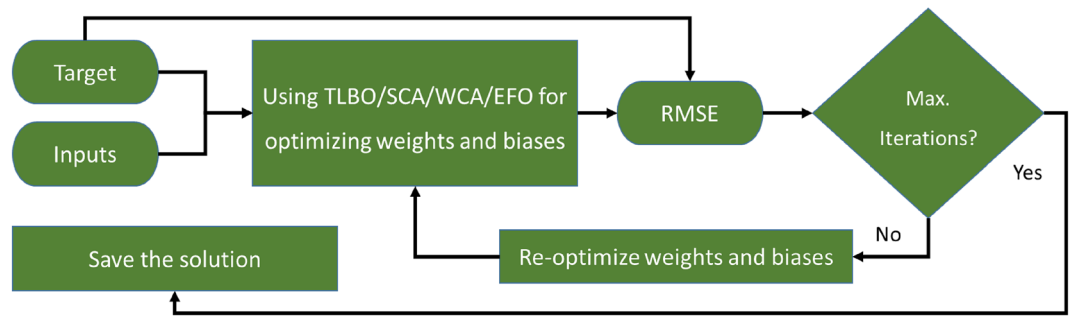 Target
Inputs
Using TLBO/SCA/WCA/EFO for
optimizing weights and biases
RMSE
Max.
Iterations?
Yes
No
Re-optimize weights and biases
Save the solution